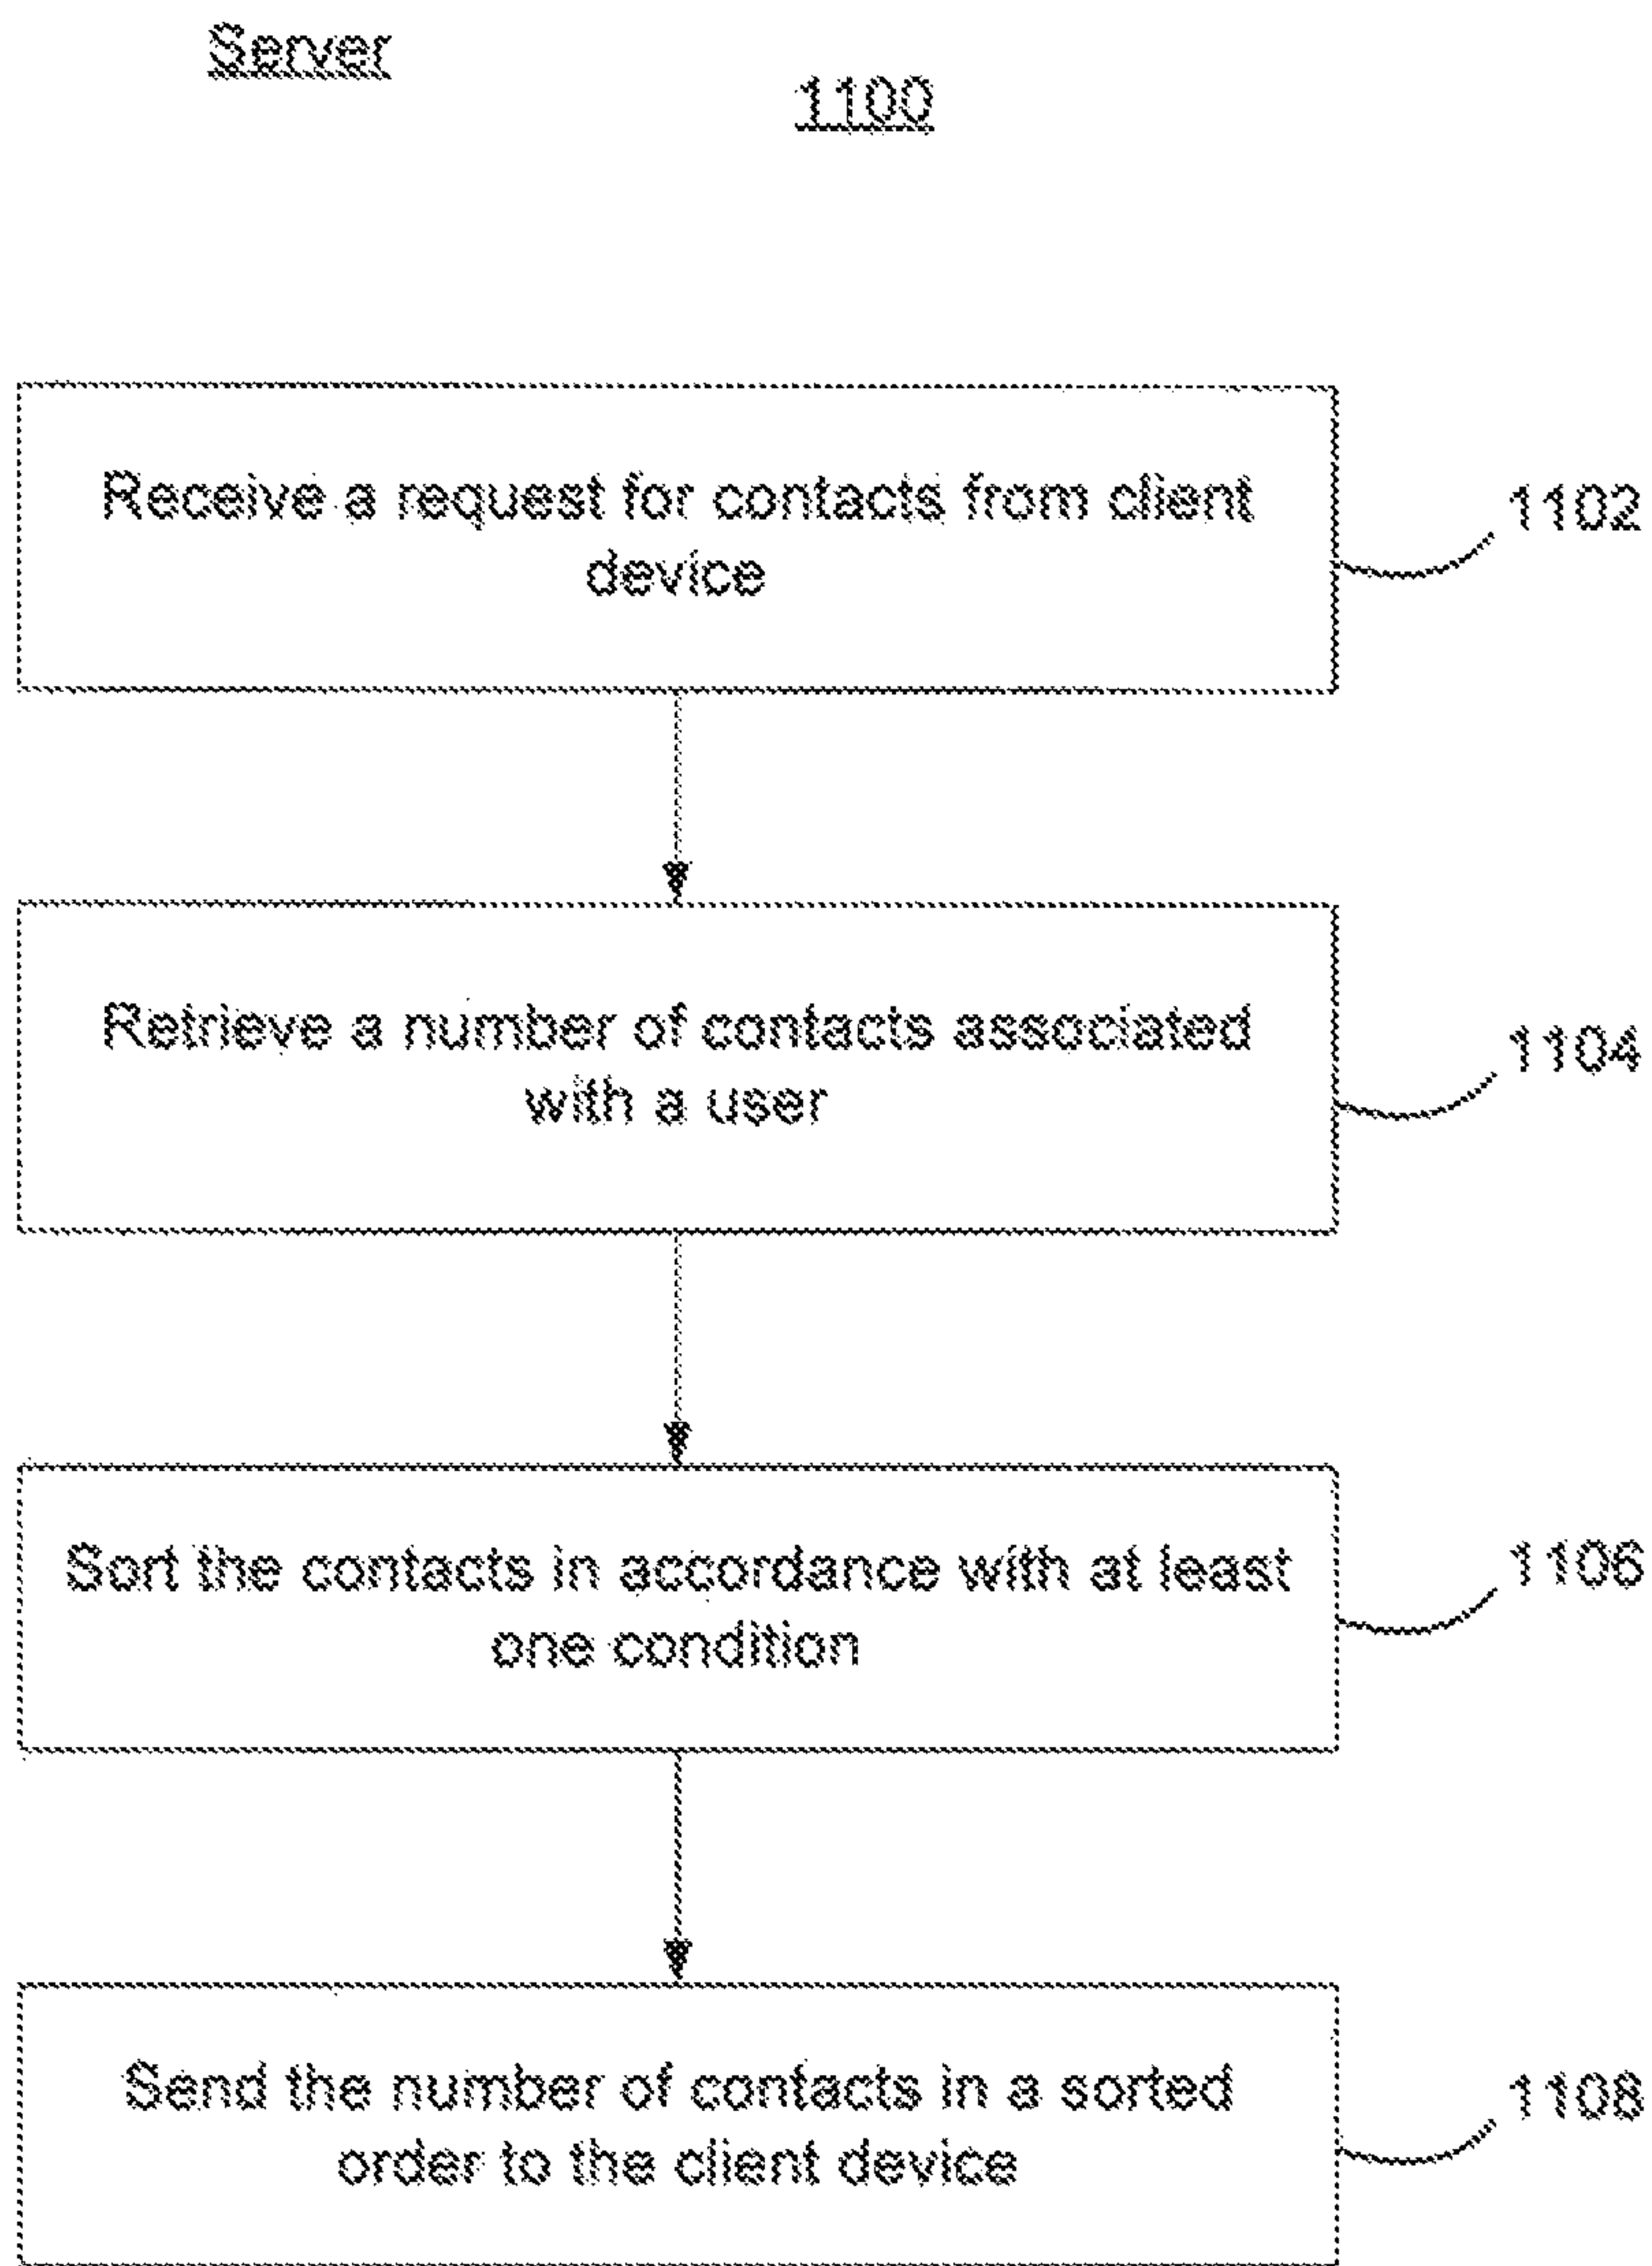 Server
1100
Receive a request for contacts from client
device
1102
Retrieve a number of contacts associated
with a user
1104
Sort the contacts in accordance with at least
one condition
1106
Send the number of contacts in a sorted
order to the client device
1108